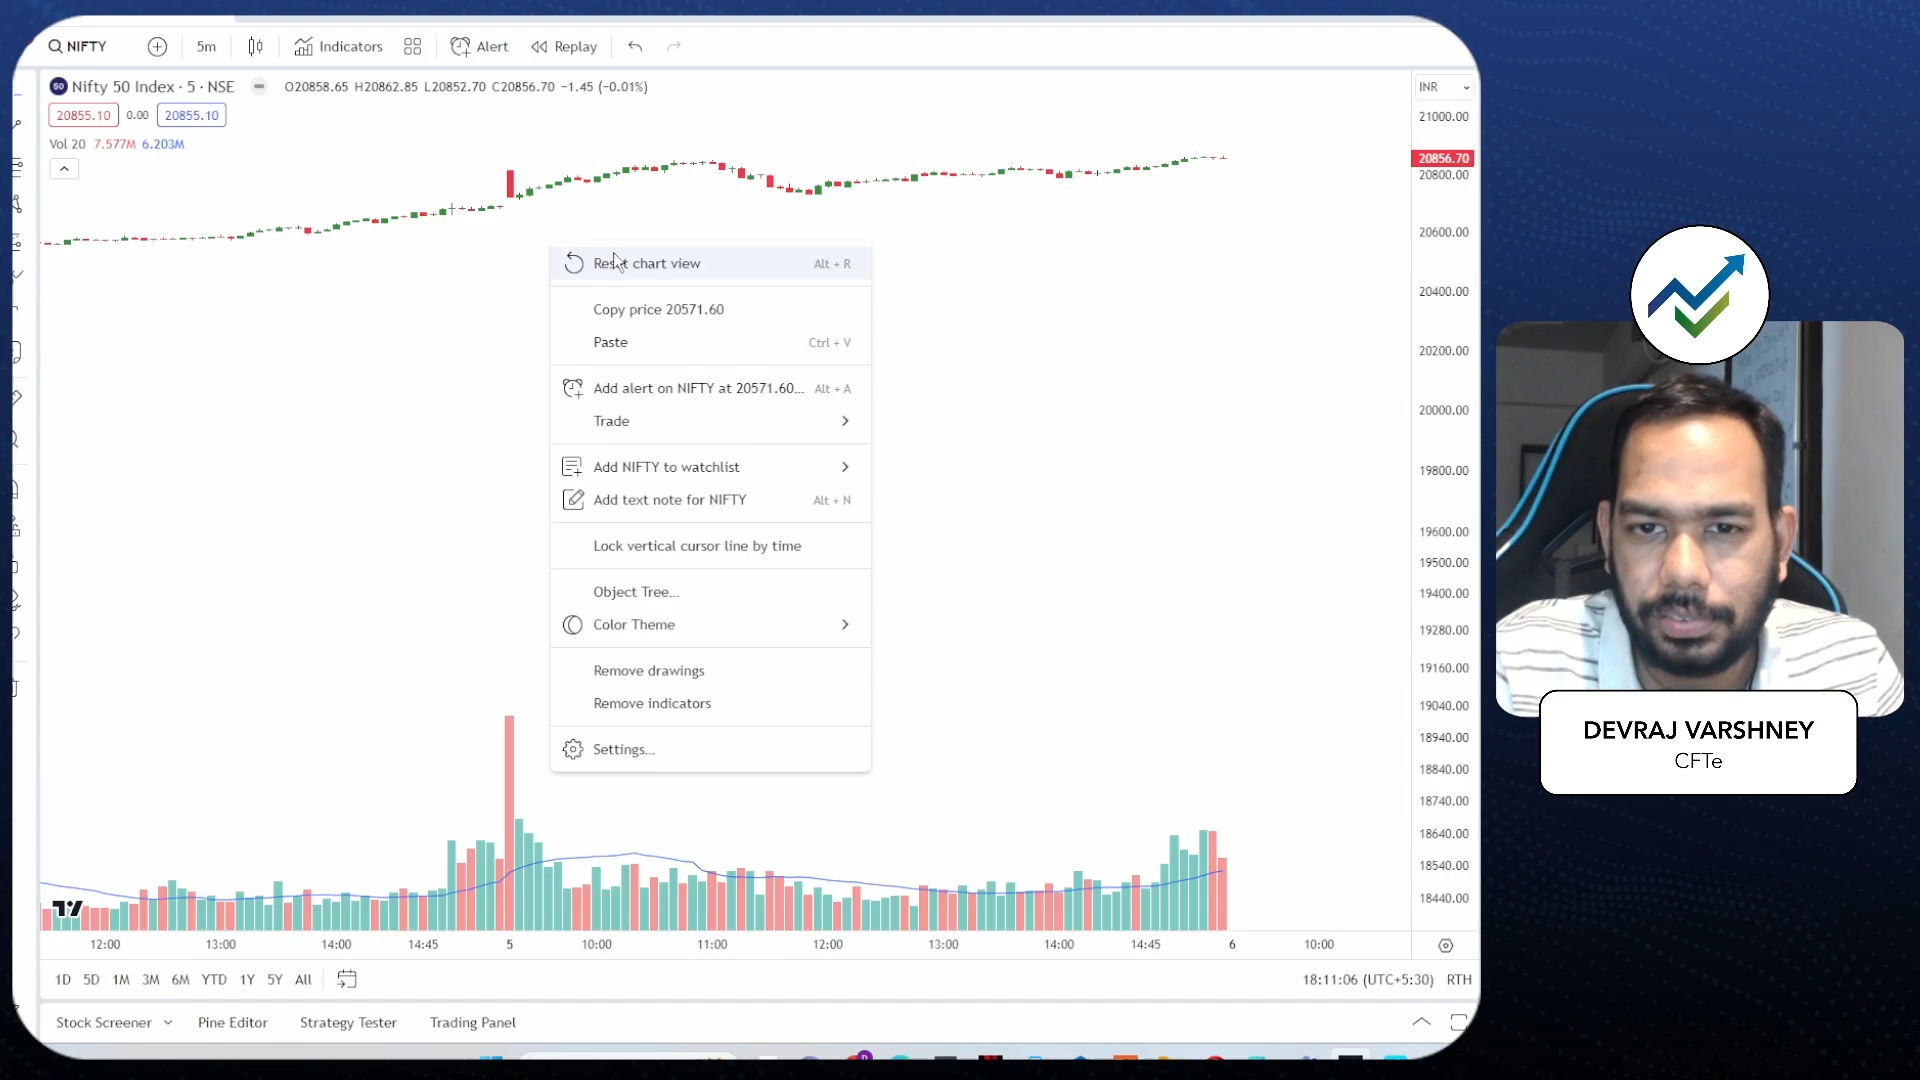 NIFTY
5m
Indicators
Alert
Replay
50
Nifty 50 Index · 5 · NSE
O20858.65 H20862.85 L20852.70 C20856.70 −1.45 (−0.01%)
INR
20855.10
0.00
20855.10
Vol 20 7.577M 6.203M
21000.00
20856.70
20800.00
20600.00
20400.00
20200.00
20000.00
19800.00
19600.00
19500.00
19400.00
19280.00
19160.00
19040.00
18940.00
18840.00
18740.00
18640.00
18540.00
18440.00
Reset chart view Alt + R
Copy price 20571.60
Paste Ctrl + V
Add alert on NIFTY at 20571.60... Alt + A
Trade
Add NIFTY to watchlist
Add text note for NIFTY Alt + N
Lock vertical cursor line by time
Object Tree...
Color Theme
Remove drawings
Remove indicators
Settings...
DEVRAJ VARSHNEY
CFTe
12:00 13:00 14:00 14:45 5 10:00 11:00 12:00 13:00 14:00 14:45 6 10:00
1D 5D 1M 3M 6M YTD 1Y 5Y All
18:11:06 (UTC+5:30) RTH
Stock Screener Pine Editor Strategy Tester Trading Panel